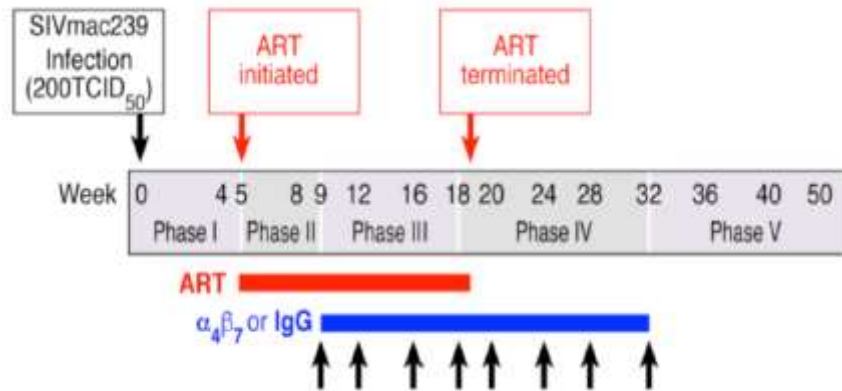 SIVmac239
Infection
(200TCID50)
ART
initiated
ART
terminated
Week 0 4 5 8 9 12 16 18 20 24 28 32 36 40 50
Phase I Phase II Phase III Phase IV Phase V
ART
α4β7 or IgG